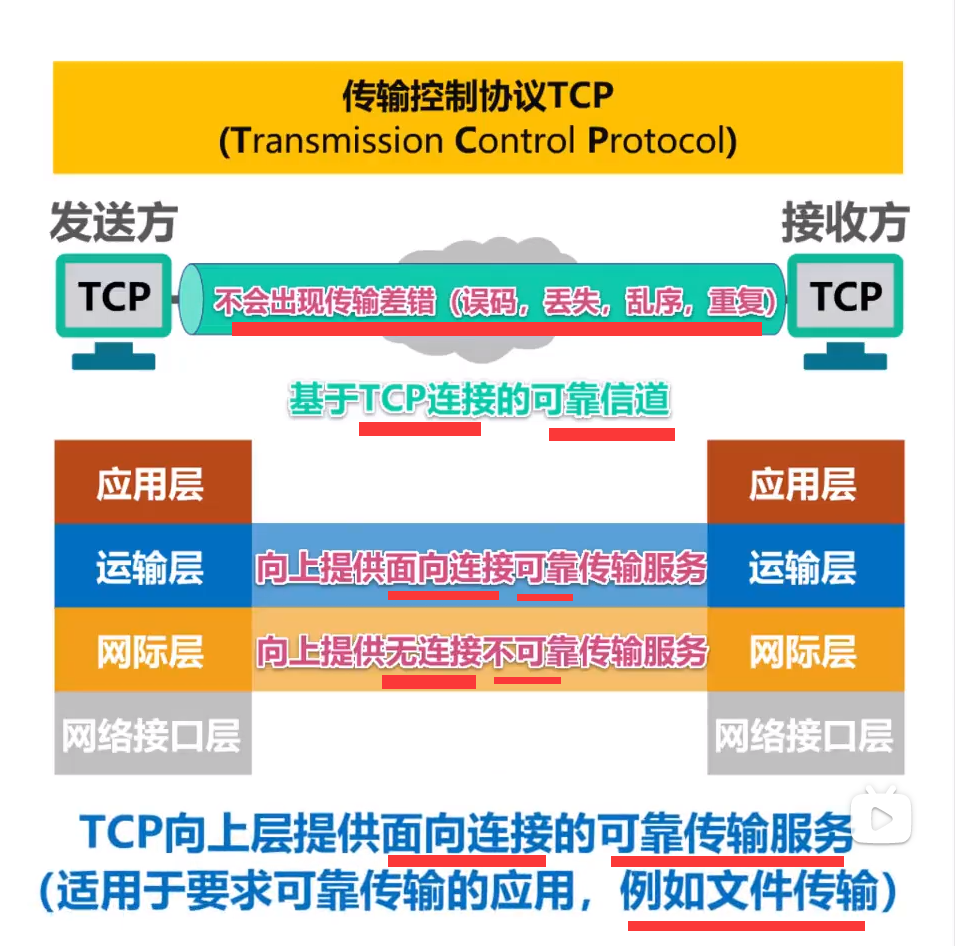 传输控制协议TCP
(Transmission Control Protocol)
发送方
接收方
TCP
不会出现传输差错（误码，丢失，乱序，重复）
TCP
基于TCP连接的可靠信道
应用层
应用层
运输层
向上提供面向连接可靠传输服务
运输层
网际层
向上提供无连接不可靠传输服务
网际层
网络接口层
网络接口层
TCP向上层提供面向连接的可靠传输服务
（适用于要求可靠传输的应用，例如文件传输）